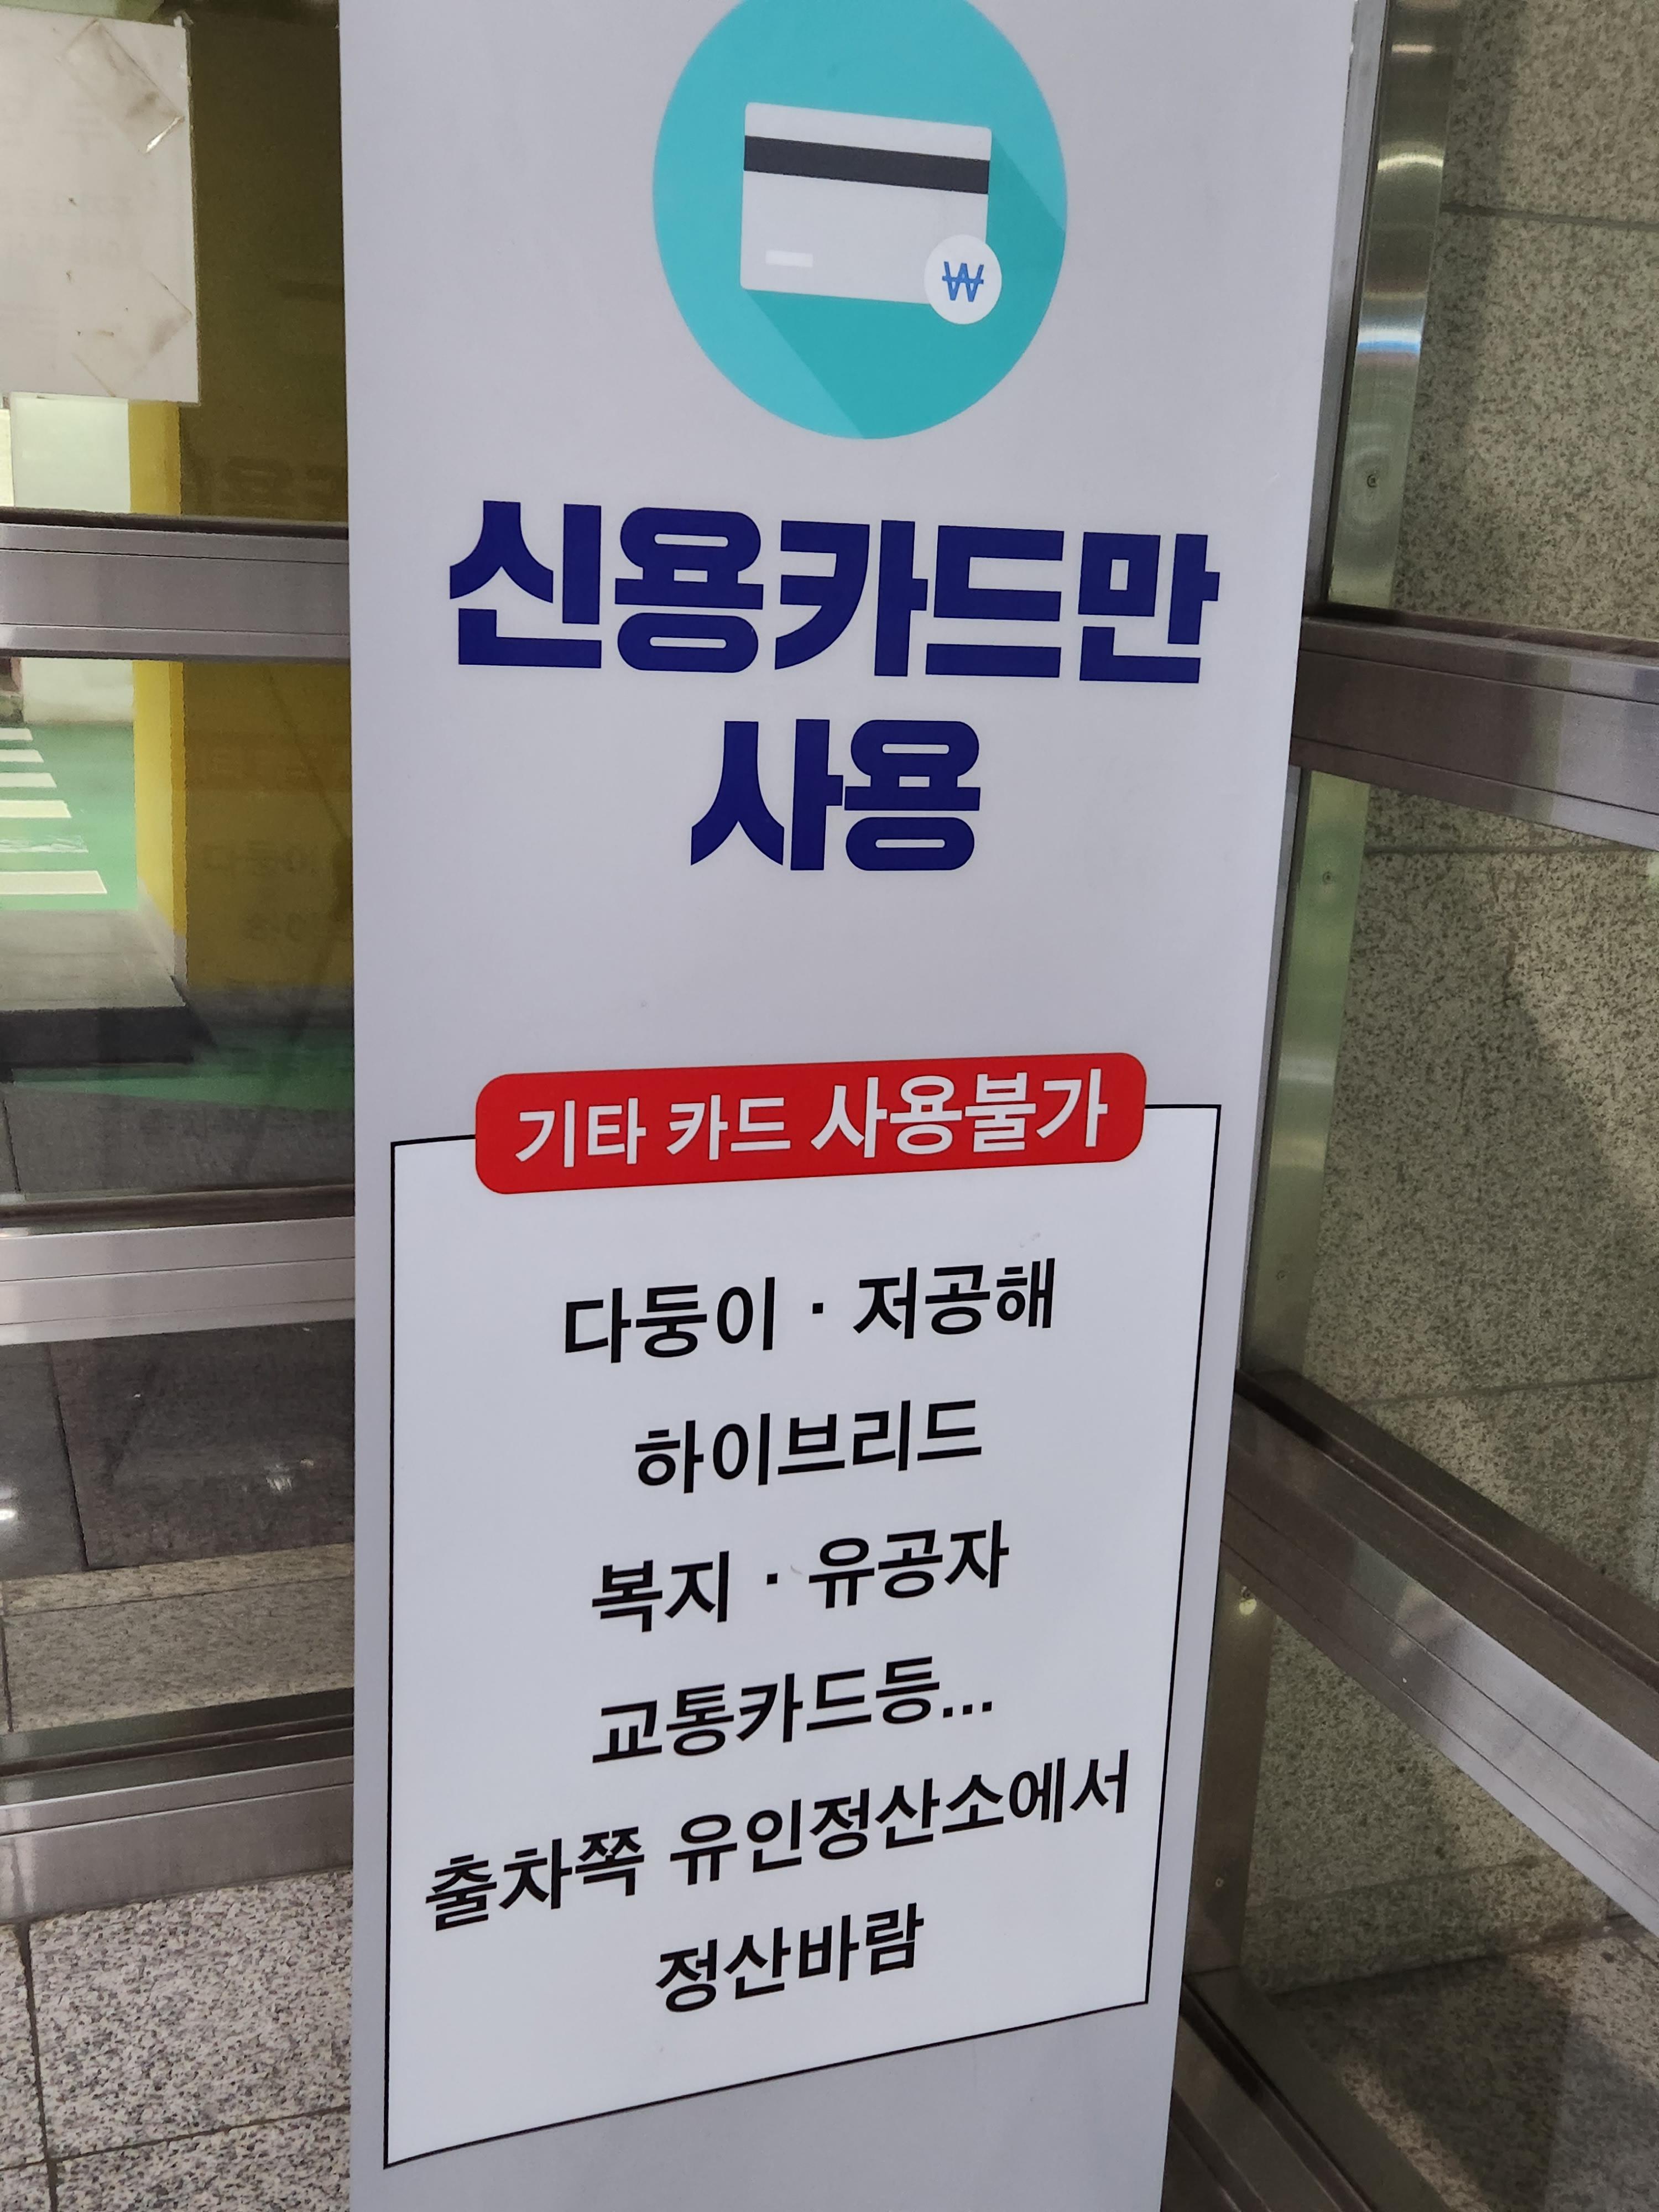 ₩
신용카드만
사용
기타 카드 사용불가
다둥이 · 저공해
하이브리드
복지 · 유공자
교통카드등...
출차쪽 유인정산소에서
정산바람